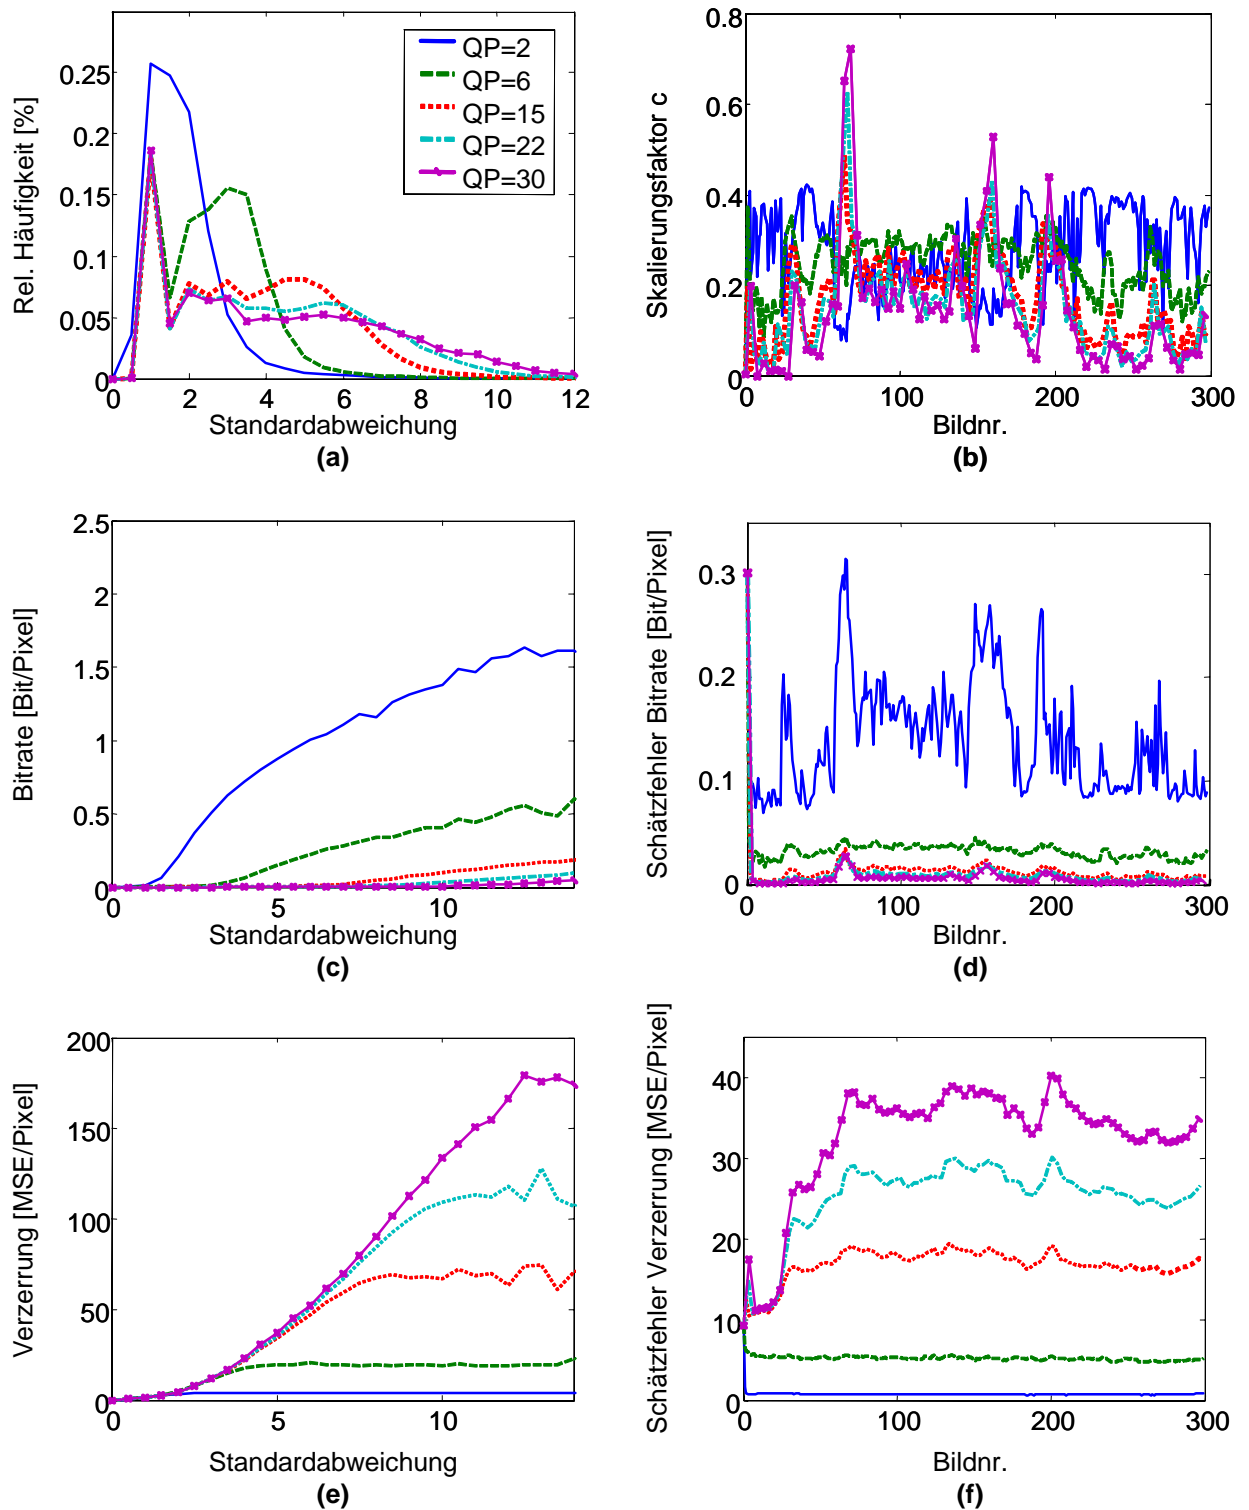 Rel. Häufigkeit [%]
0.25
0.2
0.15
0.1
0.05
0
0 2 4 6 8 10 12
QP=2
QP=6
QP=15
QP=22
QP=30
Standardabweichung
(a)
Skalierungsfaktor c
0.8
0.6
0.4
0.2
0
0 100 200 300
Bildnr.
(b)
Bitrate [Bit/Pixel]
2.5
2
1.5
1
0.5
0
0 5 10
Standardabweichung
(c)
Schätzfehler Bitrate [Bit/Pixel]
0.3
0.2
0.1
0
0 100 200 300
Bildnr.
(d)
Verzerrung [MSE/Pixel]
200
150
100
50
0
0 5 10
Standardabweichung
(e)
Schätzfehler Verzerrung [MSE/Pixel]
40
30
20
10
0
0 100 200 300
Bildnr.
(f)